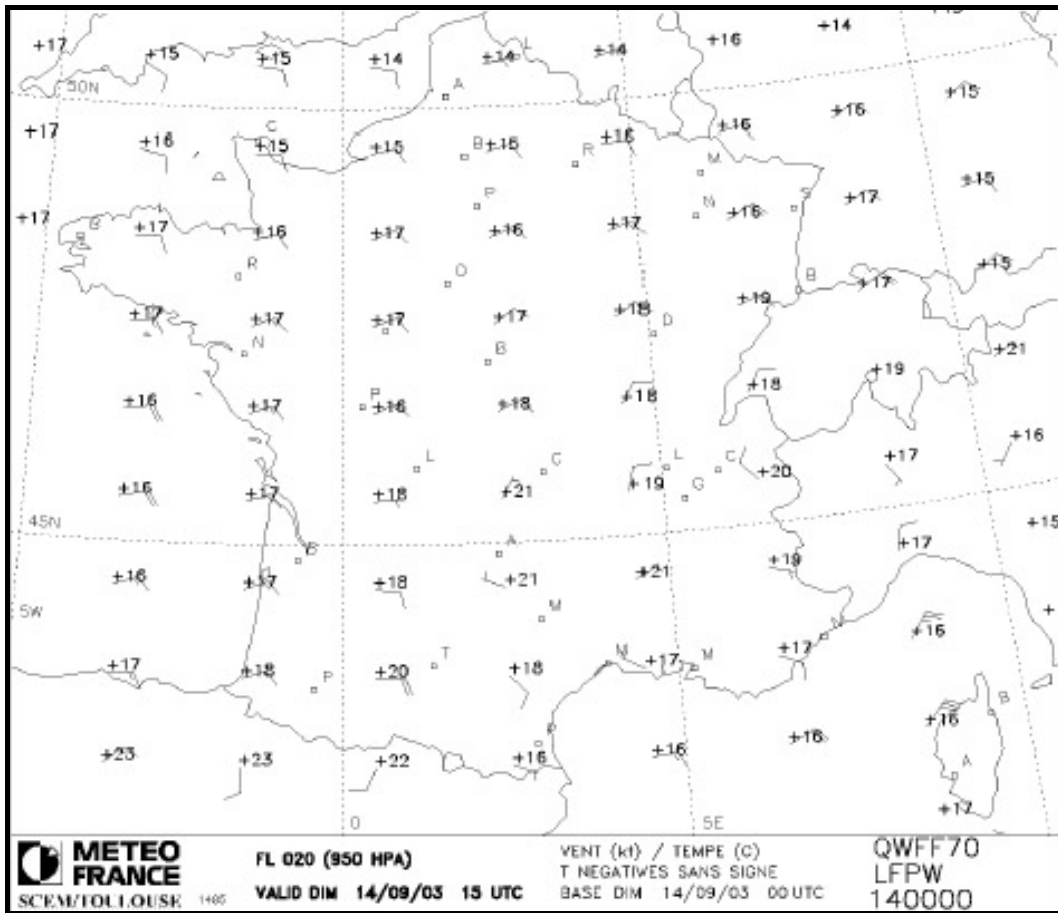 +17 +15 +15 +14 +14 +14 +16 +14
50N A +16 +15
+17 +16 C +15 +15 B +15 R +16 +16
M
+17 B +17 +16 +17 P +16 +17 N +16 S +17 +15
R O B +17 +15
+17 N +17 +17 +17 B +18 D +19 +21
+16 +17 P +16 +18 +18 +18 +19
+16 +17 +18 L C +21 +19 L G C +20 +17 +16
45N B A +17 +15
+16 +17 +18 +21 +21 +19
5W M N +16
+17 +18 P +20 T +18 M +17 M +17
+23 +23 +22 P +16 +16 +16 +16 B
A
+17
0 5E
METEO
FRANCE
SCEM/TOULOUSE 1485
FL 020 (950 HPA)
VALID DIM 14/09/03 15 UTC
VENT (kt) / TEMPE (C)
T NEGATIVES SANS SIGNE
BASE DIM 14/09/03 00 UTC
QWFF70
LFPW
140000